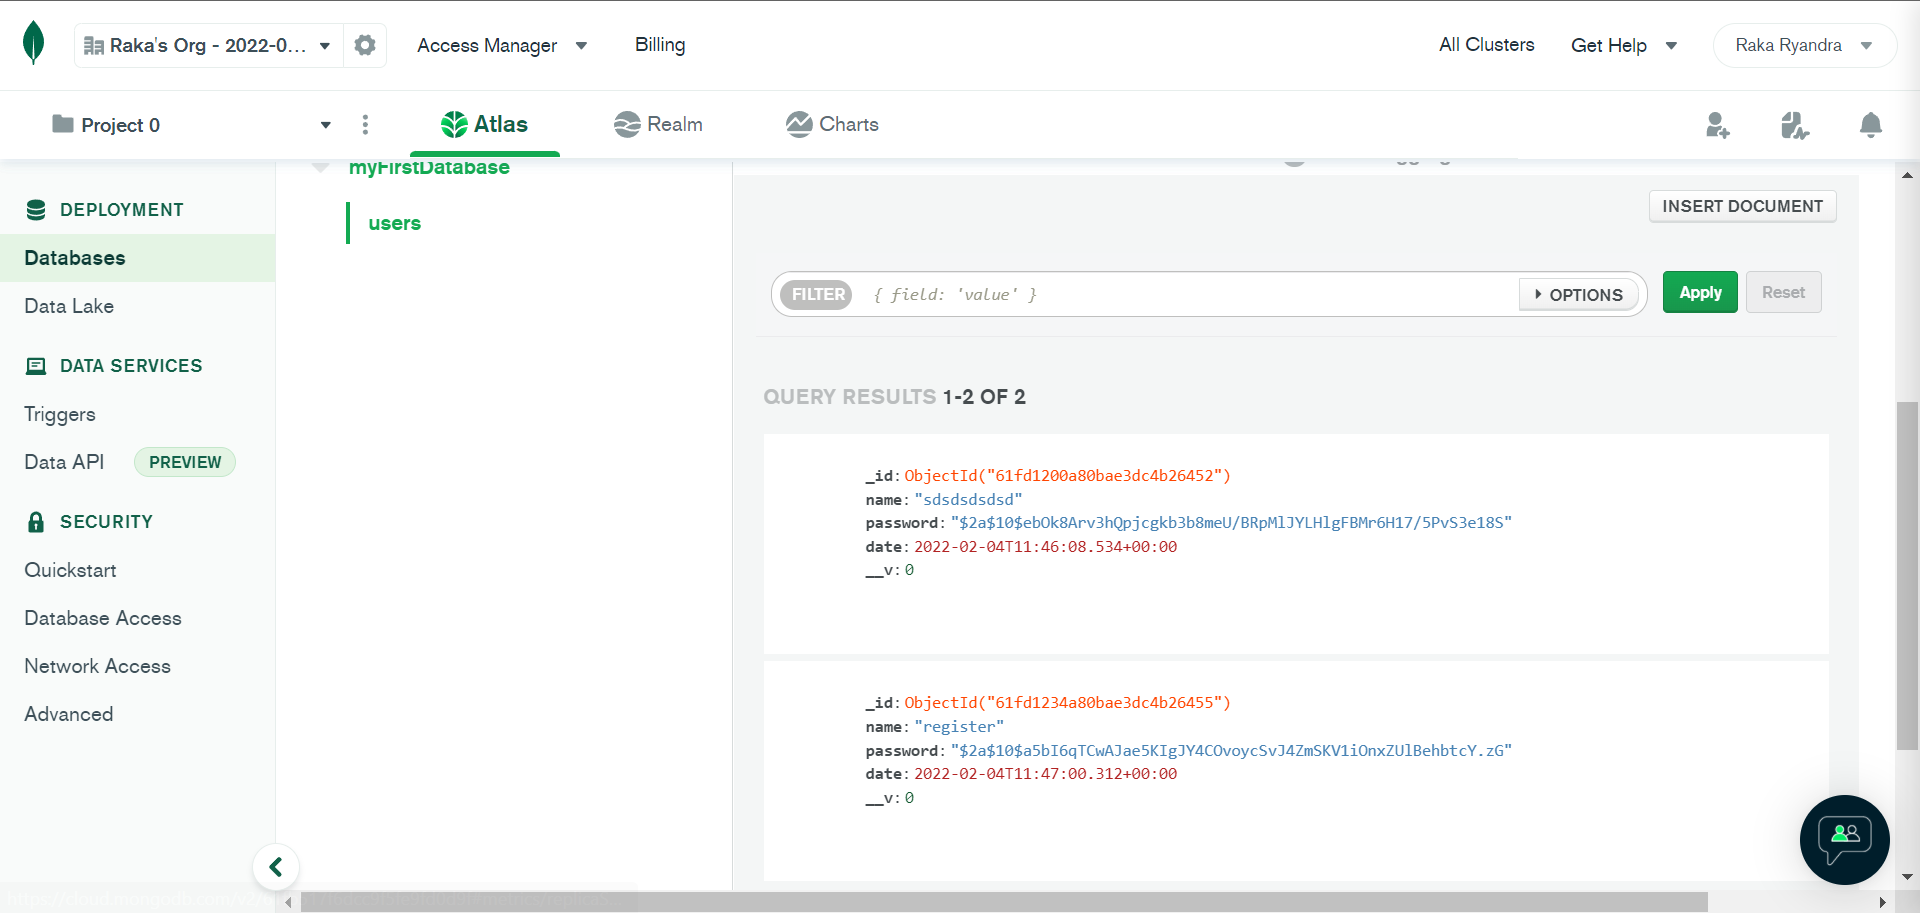 Raka's Org - 2022-0...
Access Manager
Billing
All Clusters
Get Help
Raka Ryandra
Project 0
Atlas
Realm
Charts
myFirstDatabase
users
DEPLOYMENT
Databases
Data Lake
DATA SERVICES
Triggers
Data API PREVIEW
SECURITY
Quickstart
Database Access
Network Access
Advanced
INSERT DOCUMENT
FILTER { field: 'value' }
OPTIONS
Apply
Reset
QUERY RESULTS 1-2 OF 2
_id: ObjectId("61fd1200a80bae3dc4b26452")
name: "sdsdsdsdsd"
password: "$2a$10$ebOk8Arv3hQpjcgkb3b8meU/BRpMlJYLHlgFBMr6H17/5PvS3e18S"
date: 2022-02-04T11:46:08.534+00:00
__v: 0
_id: ObjectId("61fd1234a80bae3dc4b26455")
name: "register"
password: "$2a$10$a5bI6qTCwAJae5KIgJY4COvoycSvJ4ZmSKV1iOnxZUlBehbtcY.zG"
date: 2022-02-04T11:47:00.312+00:00
__v: 0